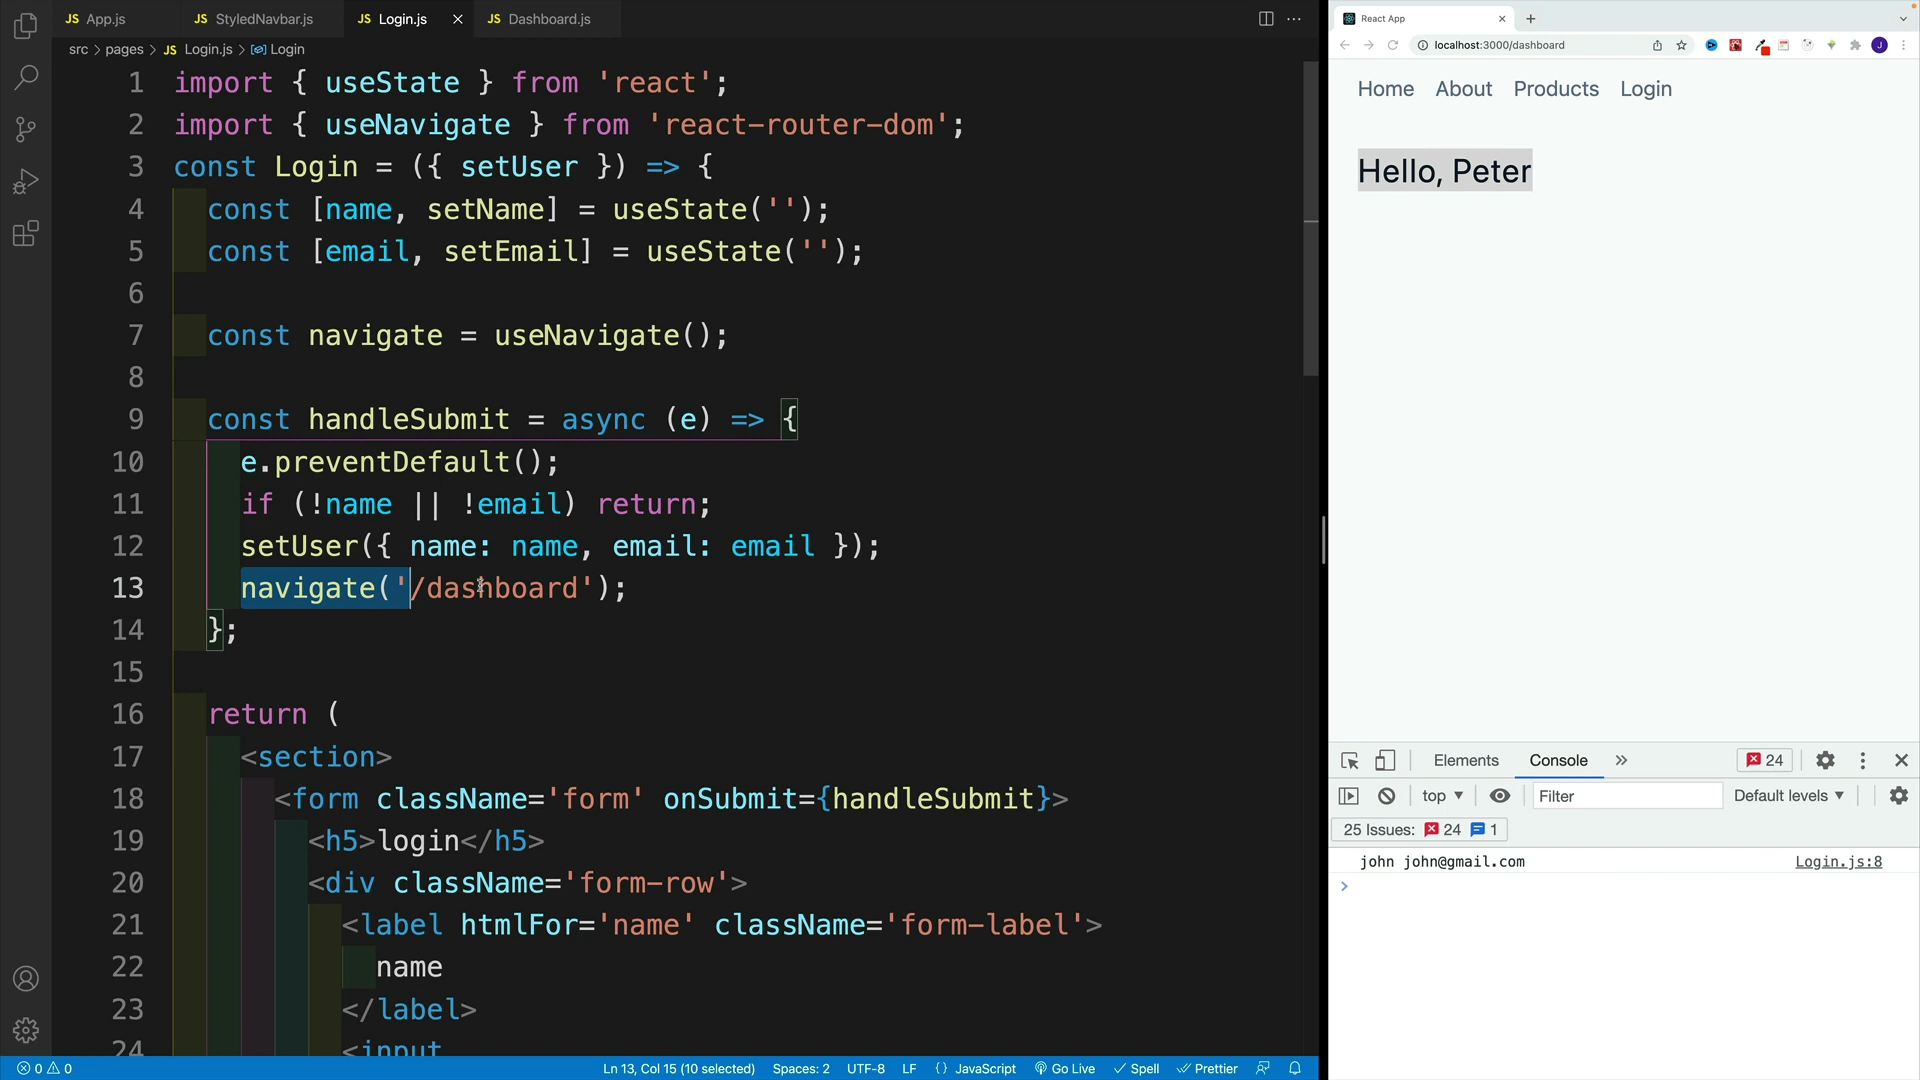 JS App.js
JS StyledNavbar.js
JS Login.js
JS Dashboard.js
src > pages > JS Login.js > Login
1 import { useState } from 'react';
2 import { useNavigate } from 'react-router-dom';
3 const Login = ({ setUser }) => {
4 const [name, setName] = useState('');
5 const [email, setEmail] = useState('');
6
7 const navigate = useNavigate();
8
9 const handleSubmit = async (e) => {
10 e.preventDefault();
11 if (!name || !email) return;
12 setUser({ name: name, email: email });
13 navigate('/dashboard');
14 };
15
16 return (
17 <section>
18 <form className='form' onSubmit={handleSubmit}>
19 <h5>login</h5>
20 <div className='form-row'>
21 <label htmlFor='name' className='form-label'>
22 name
23 </label>
24 <input
0 0
Ln 13, Col 15 (10 selected)
Spaces: 2
UTF-8
LF
{} JavaScript
Go Live
Spell
Prettier
React App
localhost:3000/dashboard
J
Home About Products Login
Hello, Peter
Elements Console 24
top Filter Default levels
25 Issues: 24 1
john john@gmail.com Login.js:8